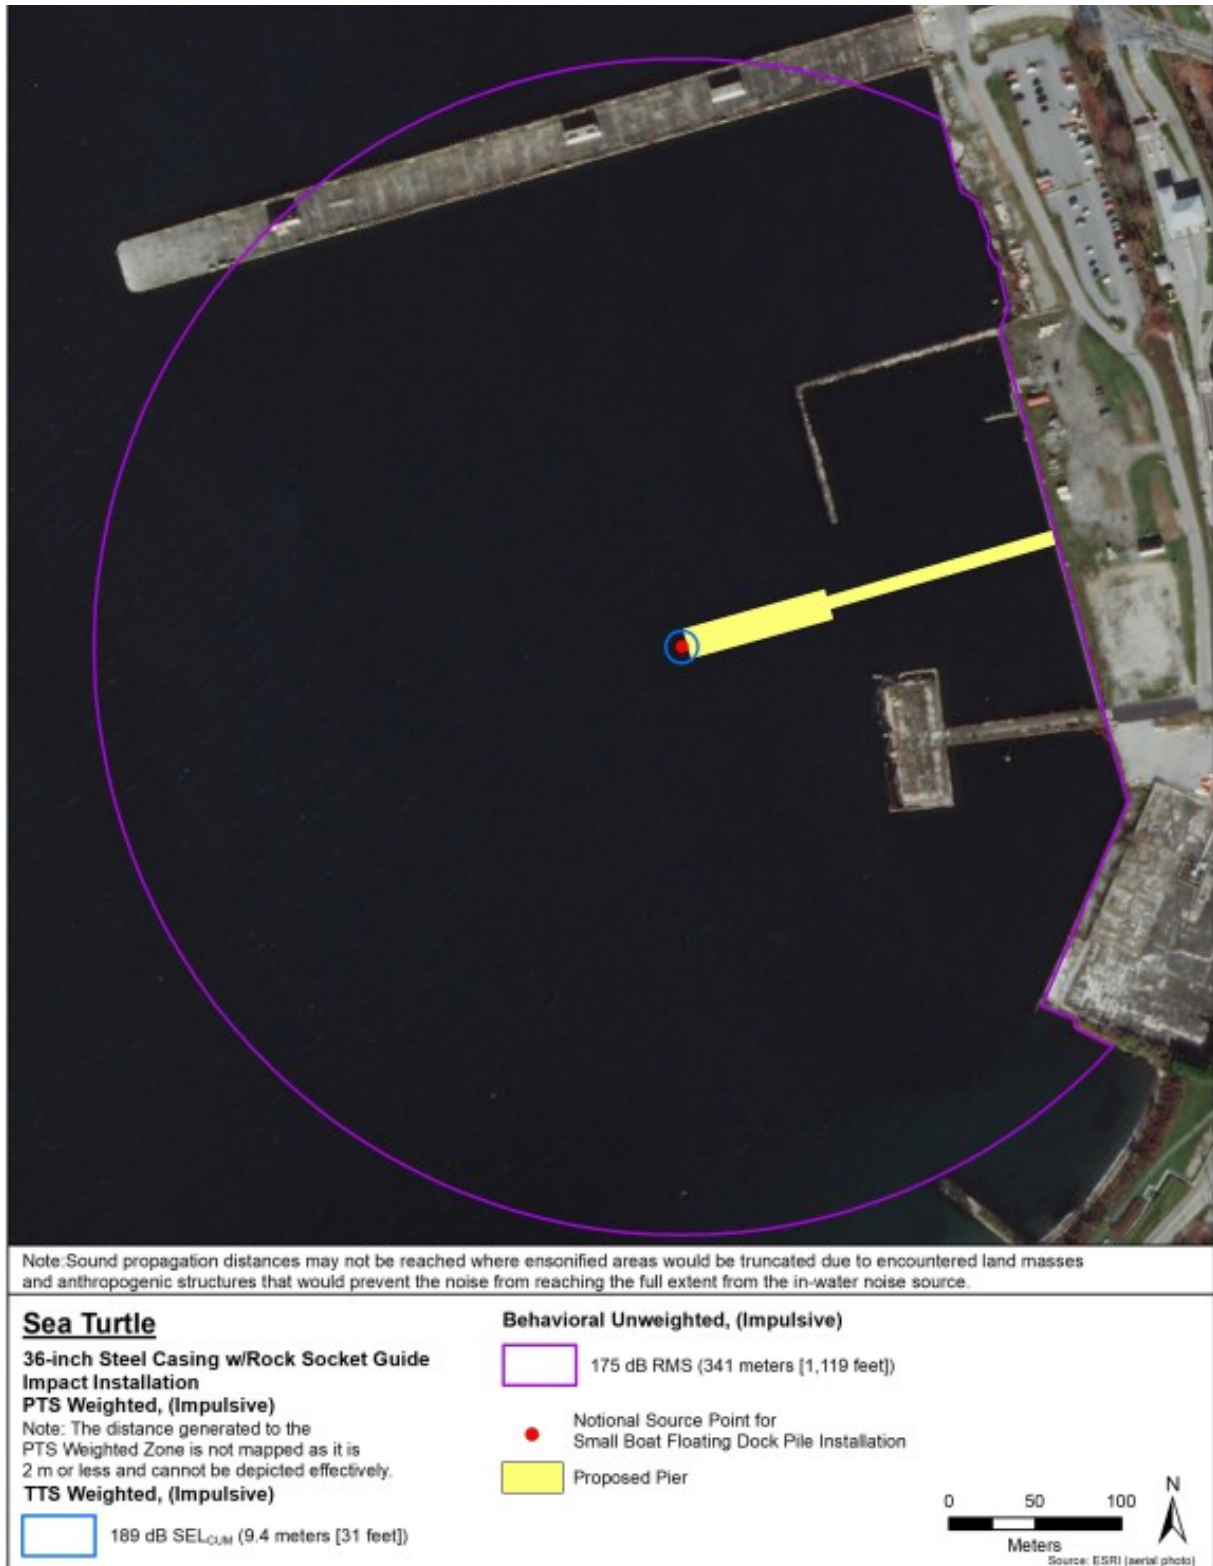 Note:Sound propagation distances may not be reached where ensonified areas would be truncated due to encountered land masses
and anthropogenic structures that would prevent the noise from reaching the full extent from the in-water noise source.
Sea Turtle
36-inch Steel Casing w/Rock Socket Guide
Impact Installation
PTS Weighted, (Impulsive)
Note: The distance generated to the
PTS Weighted Zone is not mapped as it is
2 m or less and cannot be depicted effectively.
TTS Weighted, (Impulsive)
189 dB SELCUM (9.4 meters [31 feet])
Behavioral Unweighted, (Impulsive)
175 dB RMS (341 meters [1,119 feet])
Notional Source Point for
Small Boat Floating Dock Pile Installation
Proposed Pier
0 50 100
Meters
N
Source: ESRI (aerial photo)